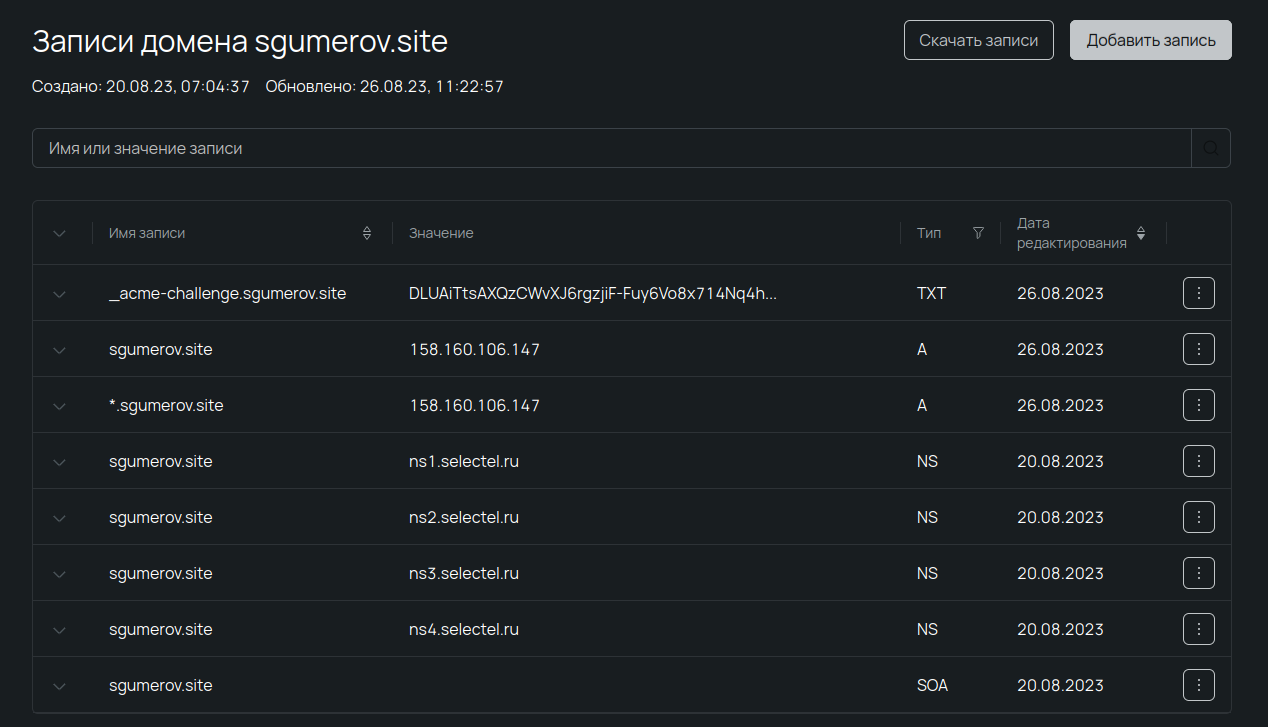 Записи домена sgumerov.site
Скачать записи
Добавить запись
Создано: 20.08.23, 07:04:37 Обновлено: 26.08.23, 11:22:57
Имя или значение записи
Имя записи Значение Тип Дата редактирования
_acme-challenge.sgumerov.site DLUAiTtsAXQzCWvXJ6rgzjiF-Fuy6Vo8x714Nq4h... TXT 26.08.2023
sgumerov.site 158.160.106.147 A 26.08.2023
*.sgumerov.site 158.160.106.147 A 26.08.2023
sgumerov.site ns1.selectel.ru NS 20.08.2023
sgumerov.site ns2.selectel.ru NS 20.08.2023
sgumerov.site ns3.selectel.ru NS 20.08.2023
sgumerov.site ns4.selectel.ru NS 20.08.2023
sgumerov.site SOA 20.08.2023